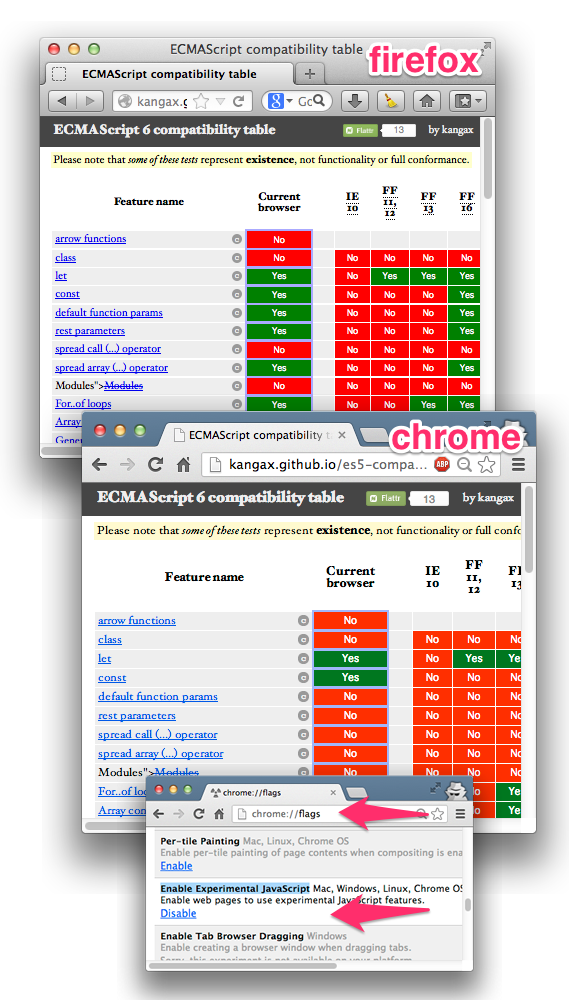 ECMAScript compatibility table
firefox
ECMAScript compatibility table
kangax.g
Go
ECMAScript 6 compatibility table Flattr 13 by kangax
Please note that some of these tests represent existence, not functionality or full conformance.
Feature name Current browser IE 10 FF 11, 12 FF 13 FF 16
arrow functions c No
class c No No No No No
let c Yes No Yes Yes Yes
const c Yes No No No Yes
default function params c Yes No No No Yes
rest parameters c Yes No No No Yes
spread call (...) operator c No No No No No
spread array (...) operator c Yes No No No Yes
Modules">Modules c No No No No No
For..of loops c Yes No No Yes Yes
Array
Gener
ECMAScript compatibility t
chrome
kangax.github.io/es5-compa... ABP
ECMAScript 6 compatibility table Flattr 13 by kangax
Please note that some of these tests represent existence, not functionality or full confo
Feature name Current browser IE 10 FF 11, 12 FF 13
arrow functions c No
class c No No No No
let c Yes No Yes Ye
const c Yes No No No
default function params c No No No No
rest parameters c No No No No
spread call (...) operator c No No No No
spread array (...) operator c No No No No
Modules">Modules
For..of loo
Array con
chrome://flags
chrome://flags
Per-tile Painting Mac, Linux, Chrome OS
Enable per-tile painting of page contents when compositing is ena
Enable
Enable Experimental JavaScript Mac, Windows, Linux, Chrome OS
Enable web pages to use experimental JavaScript features.
Disable
Enable Tab Browser Dragging Windows
Enable creating a browser window when dragging tabs.
Sorry, this experiment is not available on your platform